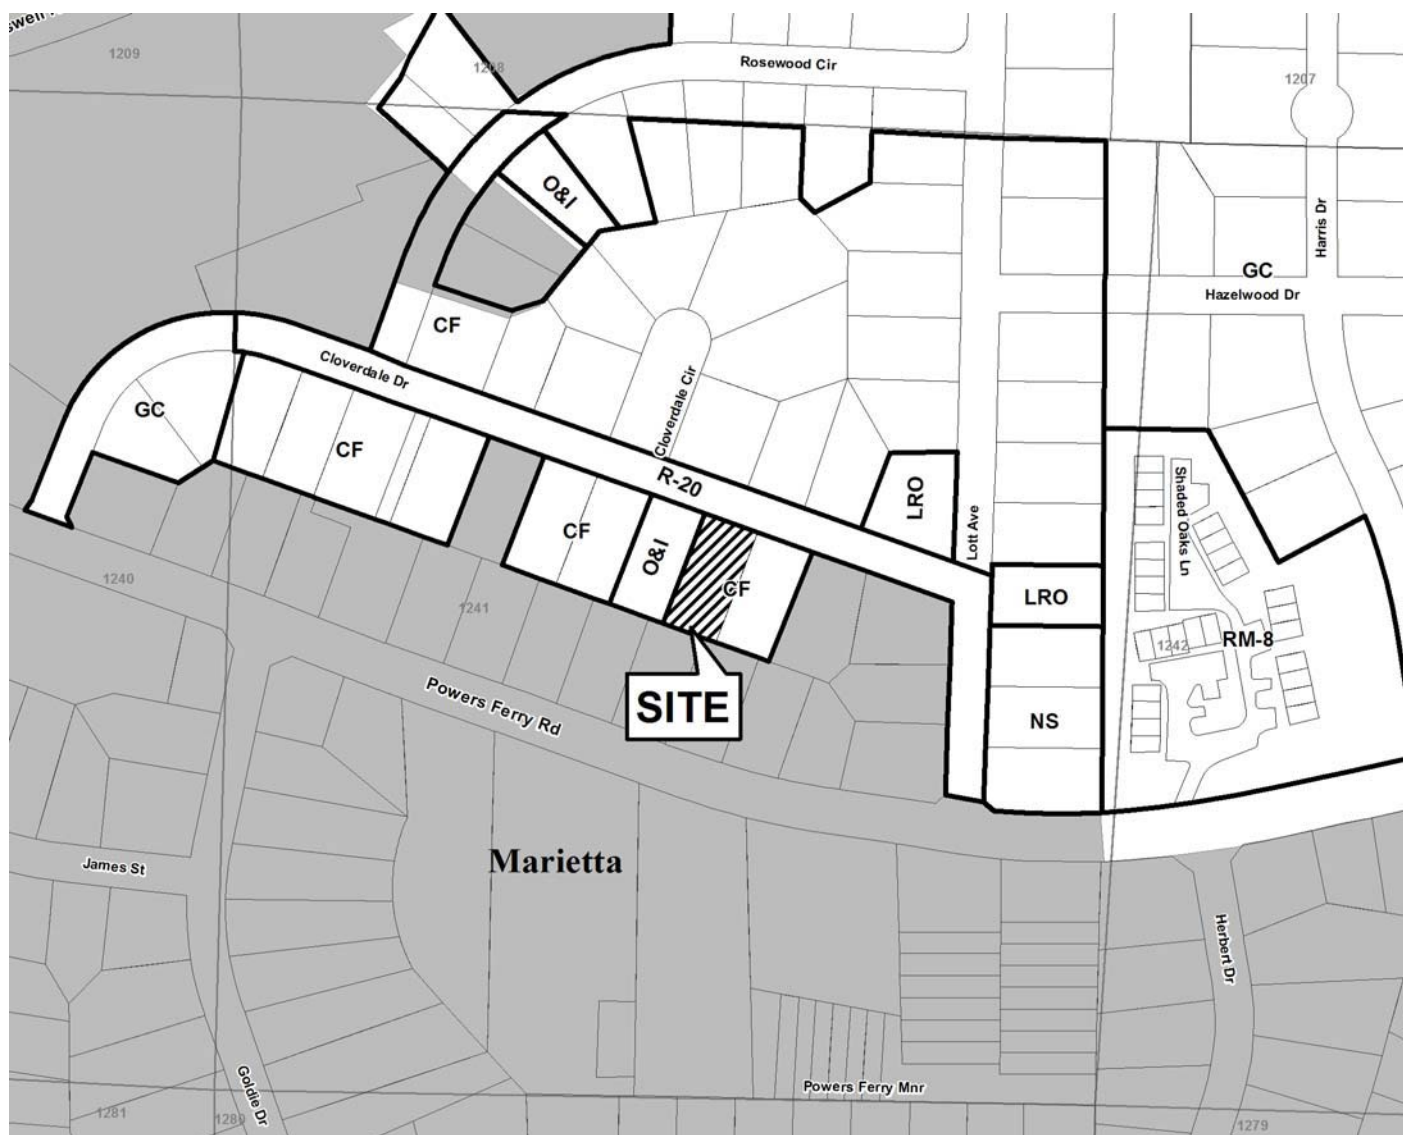 1209
1208
Rosewood Cir
1207
O&I
Harris Dr
GC
Hazelwood Dr
CF
Cloverdale Dr
GC
Cloverdale Cir
CF
R-20
LRO
Shaded Oaks Ln
Lott Ave
CF
O&I
CF
1240
1241
LRO
1242
RM-8
SITE
Powers Ferry Rd
NS
Marietta
James St
Herbert Dr
Goldie Dr
Powers Ferry Mnr
1281
1280
1279